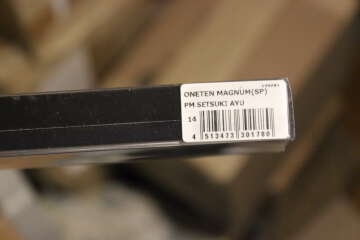 ONETEN MAGNUM(SP)
PM SETSUKI AYU
14
4 513473 301780